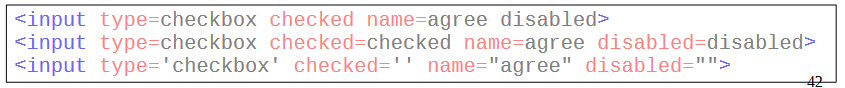 <input type=checkbox checked name=agree disabled>
<input type=checkbox checked=checked name=agree disabled=disabled>
<input type='checkbox' checked='' name="agree" disabled="">
42